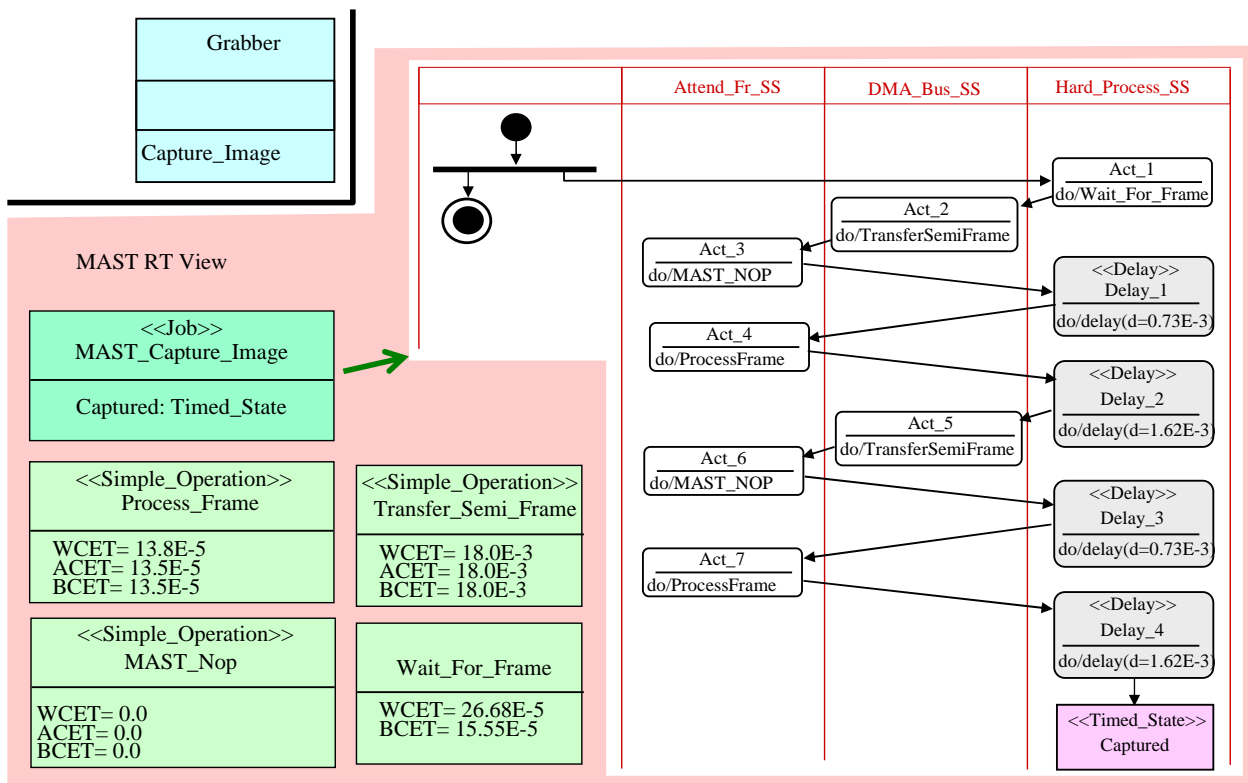 Grabber
Capture_Image
MAST RT View
<<Job>>
MAST_Capture_Image
Captured: Timed_State
<<Simple_Operation>>
Process_Frame
WCET= 13.8E-5
ACET= 13.5E-5
BCET= 13.5E-5
<<Simple_Operation>>
Transfer_Semi_Frame
WCET= 18.0E-3
ACET= 18.0E-3
BCET= 18.0E-3
<<Simple_Operation>>
MAST_Nop
WCET= 0.0
ACET= 0.0
BCET= 0.0
Wait_For_Frame
WCET= 26.68E-5
BCET= 15.55E-5
Attend_Fr_SS
DMA_Bus_SS
Hard_Process_SS
Act_1
do/Wait_For_Frame
Act_2
do/TransferSemiFrame
Act_3
do/MAST_NOP
<<Delay>>
Delay_1
do/delay(d=0.73E-3)
Act_4
do/ProcessFrame
<<Delay>>
Delay_2
do/delay(d=1.62E-3)
Act_5
do/TransferSemiFrame
Act_6
do/MAST_NOP
<<Delay>>
Delay_3
do/delay(d=0.73E-3)
Act_7
do/ProcessFrame
<<Delay>>
Delay_4
do/delay(d=1.62E-3)
<<Timed_State>>
Captured